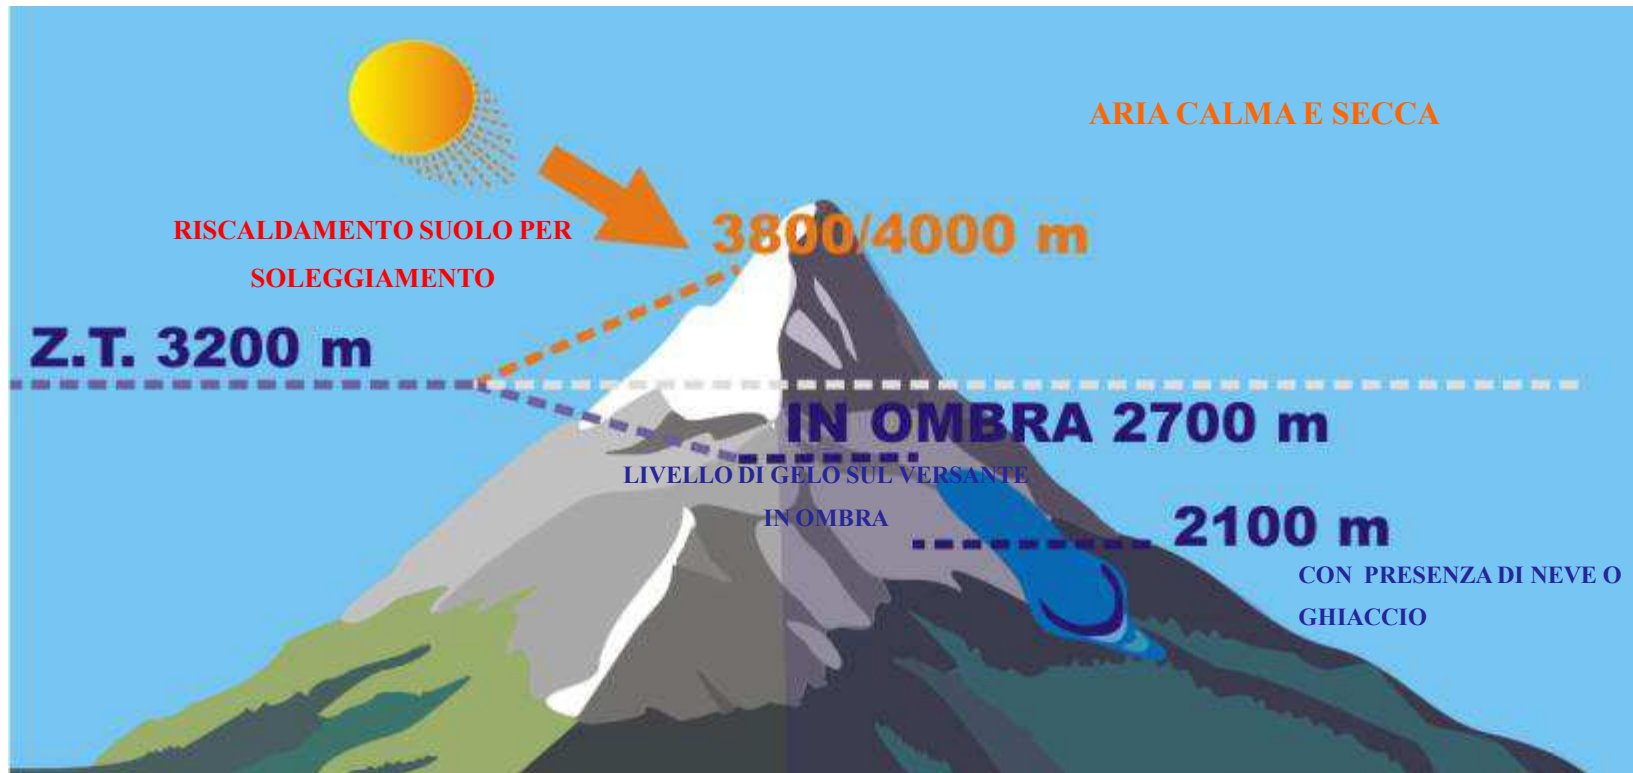 ARIA CALMA E SECCA
RISCALDAMENTO SUOLO PER
SOLEGGIAMENTO
3800/4000 m
Z.T. 3200 m
IN OMBRA 2700 m
LIVELLO DI GELO SUL VERSANTE
IN OMBRA
2100 m
CON PRESENZA DI NEVE O
GHIACCIO